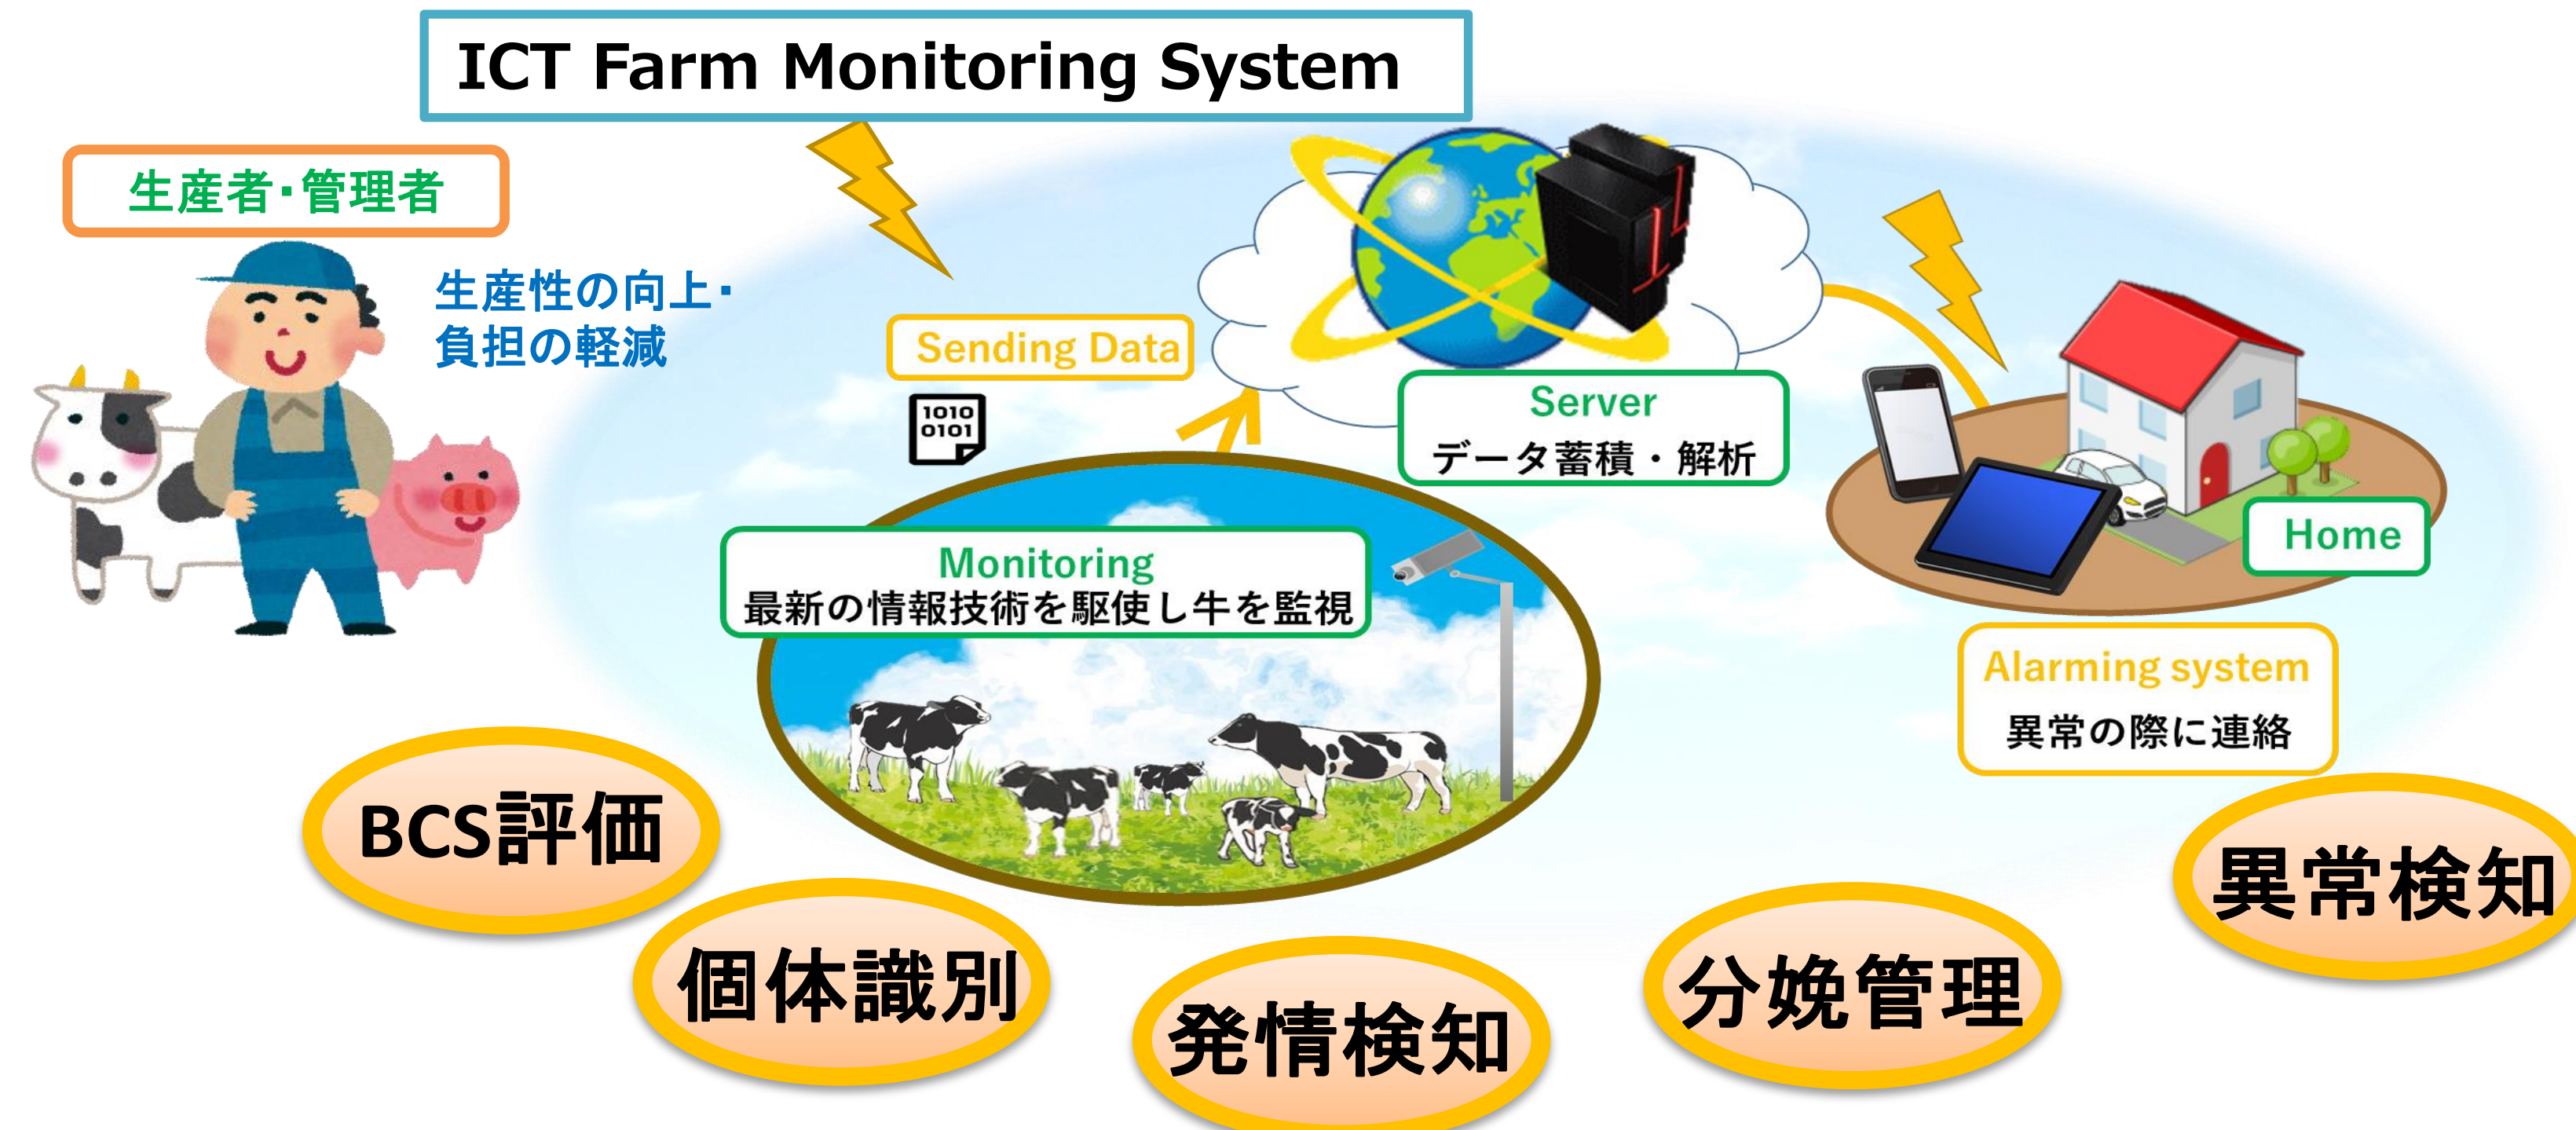 ICT Farm Monitoring System
生産者・管理者
生産性の向上・
負担の軽減
Sending Data
1010
0101
Server
データ蓄積・解析
Monitoring
最新の情報技術を駆使し牛を監視
Home
Alarming system
異常の際に連絡
BCS評価
個体識別
発情検知
分娩管理
異常検知